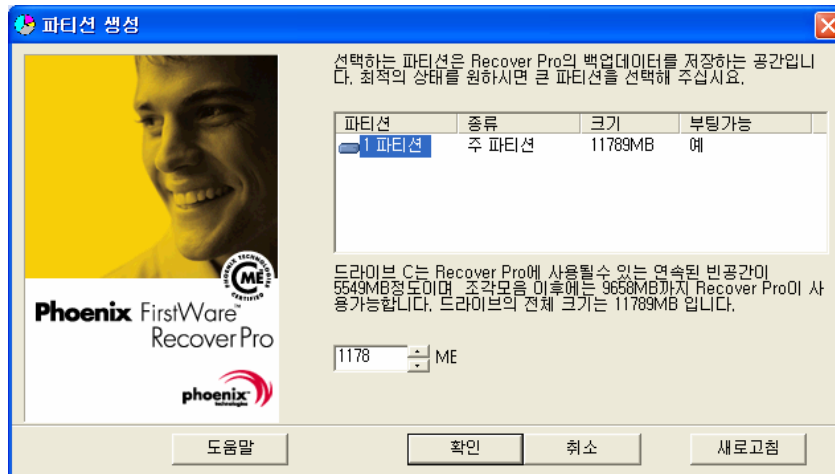 파티션 생성
선택하는 파티션은 Recover Pro의 백업데이터를 저장하는 공간입니
다. 최적의 상태를 원하시면 큰 파티션을 선택해 주십시요.
파티션 종류 크기 부팅가능
1 파티션 주 파티션 11789MB 예
드라이브 C는 Recover Pro에 사용될수 있는 연속된 빈공간이
5549MB정도이며 조각모음 이후에는 9658MB까지 Recover Pro이 사
용가능합니다. 드라이브의 전체 크기는 11789MB 입니다.
1178 ME
PHOENIX TECHNOLOGIES
cME
CERTIFIED
Phoenix FirstWare™
Recover Pro
phoenix
technologies
도움말 확인 취소 새로고침